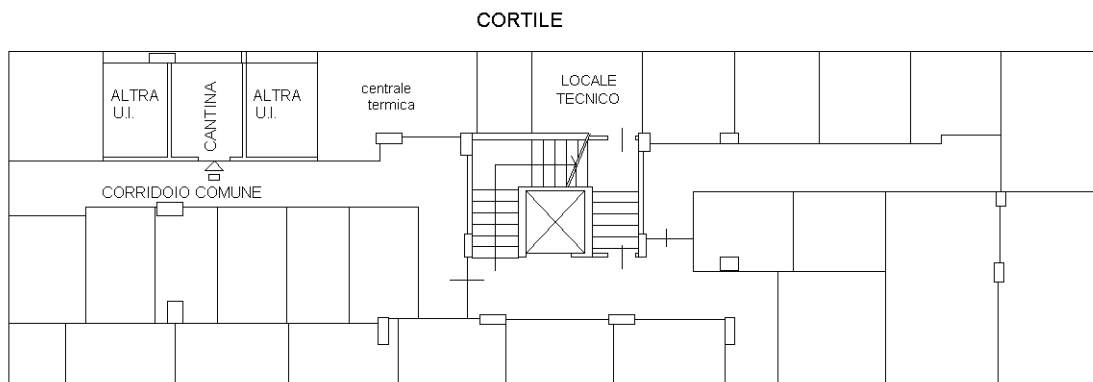 CORTILE
ALTRA
U.I.
CANTINA
ALTRA
U.I.
centrale
termica
LOCALE
TECNICO
CORRIDOIO COMUNE